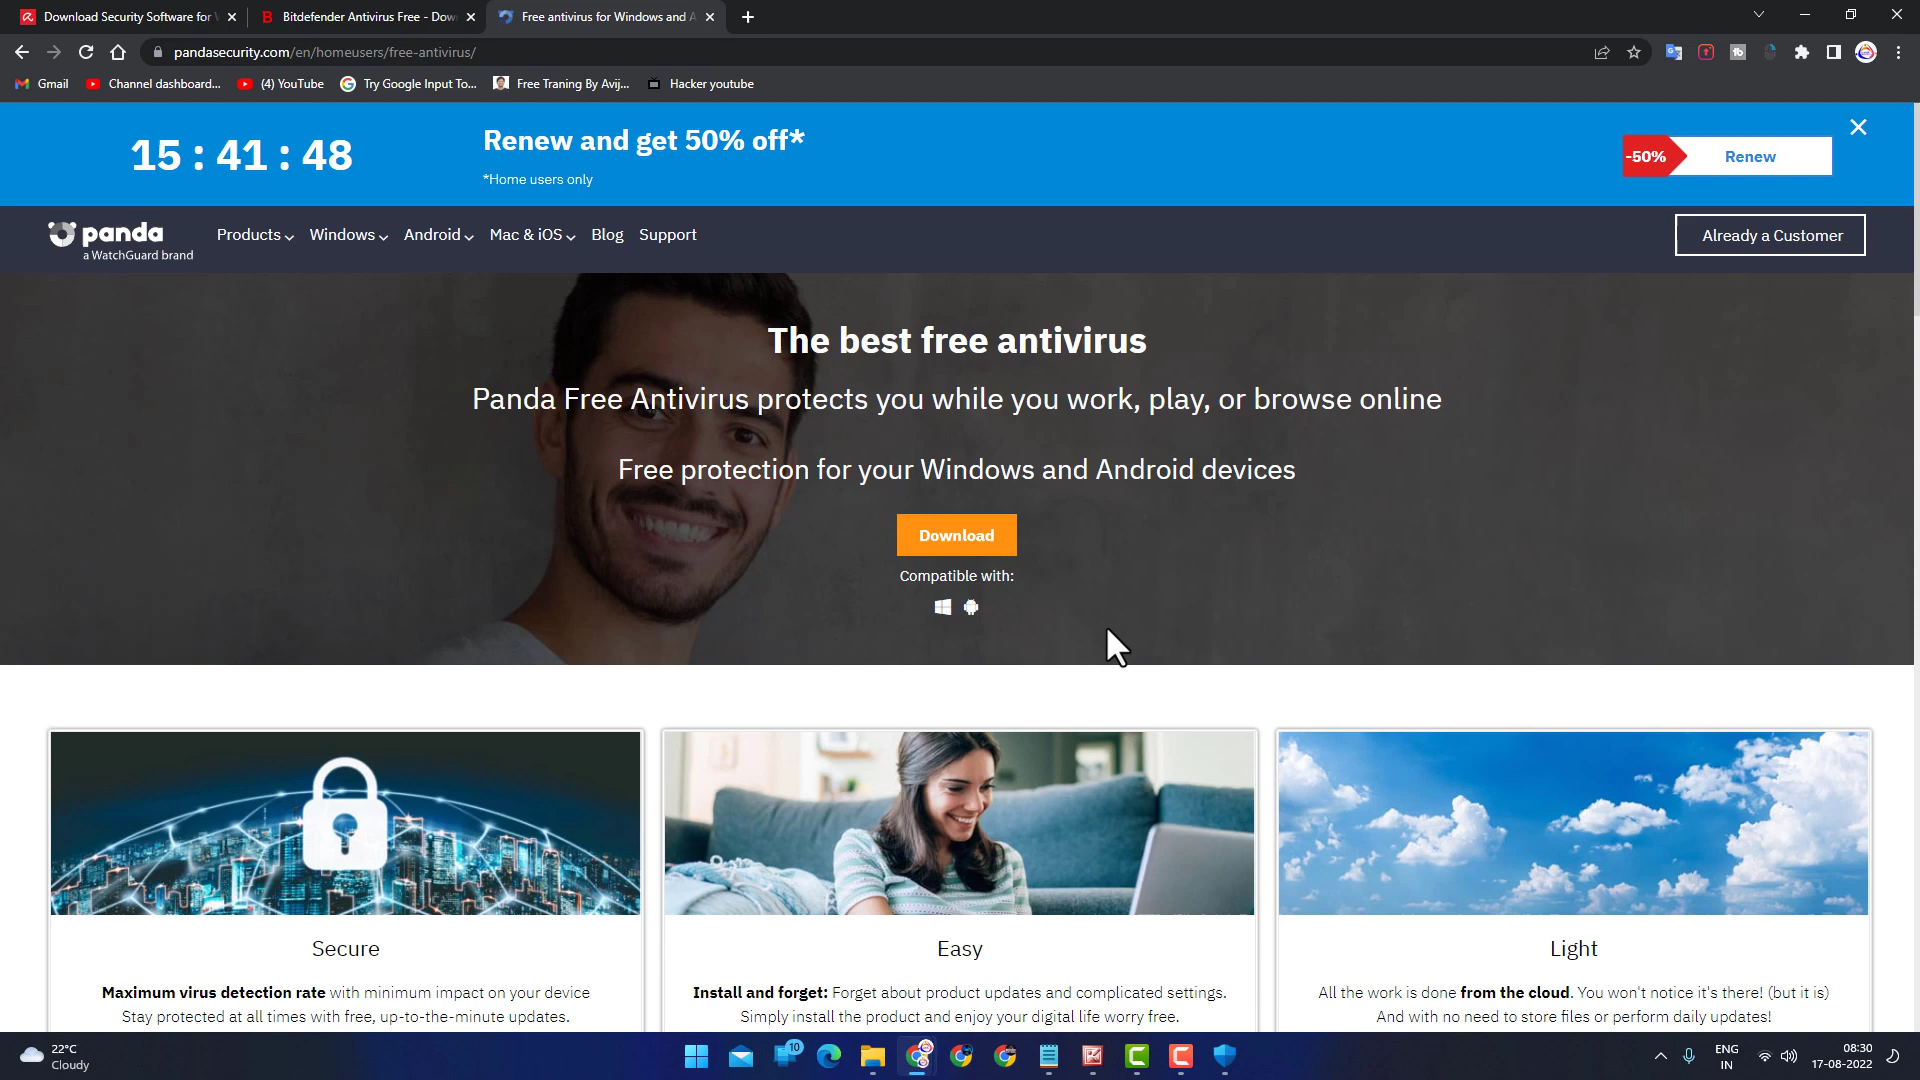 Download Security Software for
Bitdefender Antivirus Free - Dow
Free antivirus for Windows and A
pandasecurity.com/en/homeusers/free-antivirus/
Gmail
Channel dashboard...
(4) YouTube
Try Google Input To...
Free Traning By Avij...
Hacker youtube
15 : 41 : 48
Renew and get 50% off*
*Home users only
-50%
Renew
panda
a WatchGuard brand
Products
Windows
Android
Mac & iOS
Blog
Support
Already a Customer
The best free antivirus
Panda Free Antivirus protects you while you work, play, or browse online
Free protection for your Windows and Android devices
Download
Compatible with:
Secure
Maximum virus detection rate with minimum impact on your device
Stay protected at all times with free, up-to-the-minute updates.
Easy
Install and forget: Forget about product updates and complicated settings.
Simply install the product and enjoy your digital life worry free.
Light
All the work is done from the cloud. You won't notice it's there! (but it is)
And with no need to store files or perform daily updates!
22°C
Cloudy
10
ENG
IN
08:30
17-08-2022